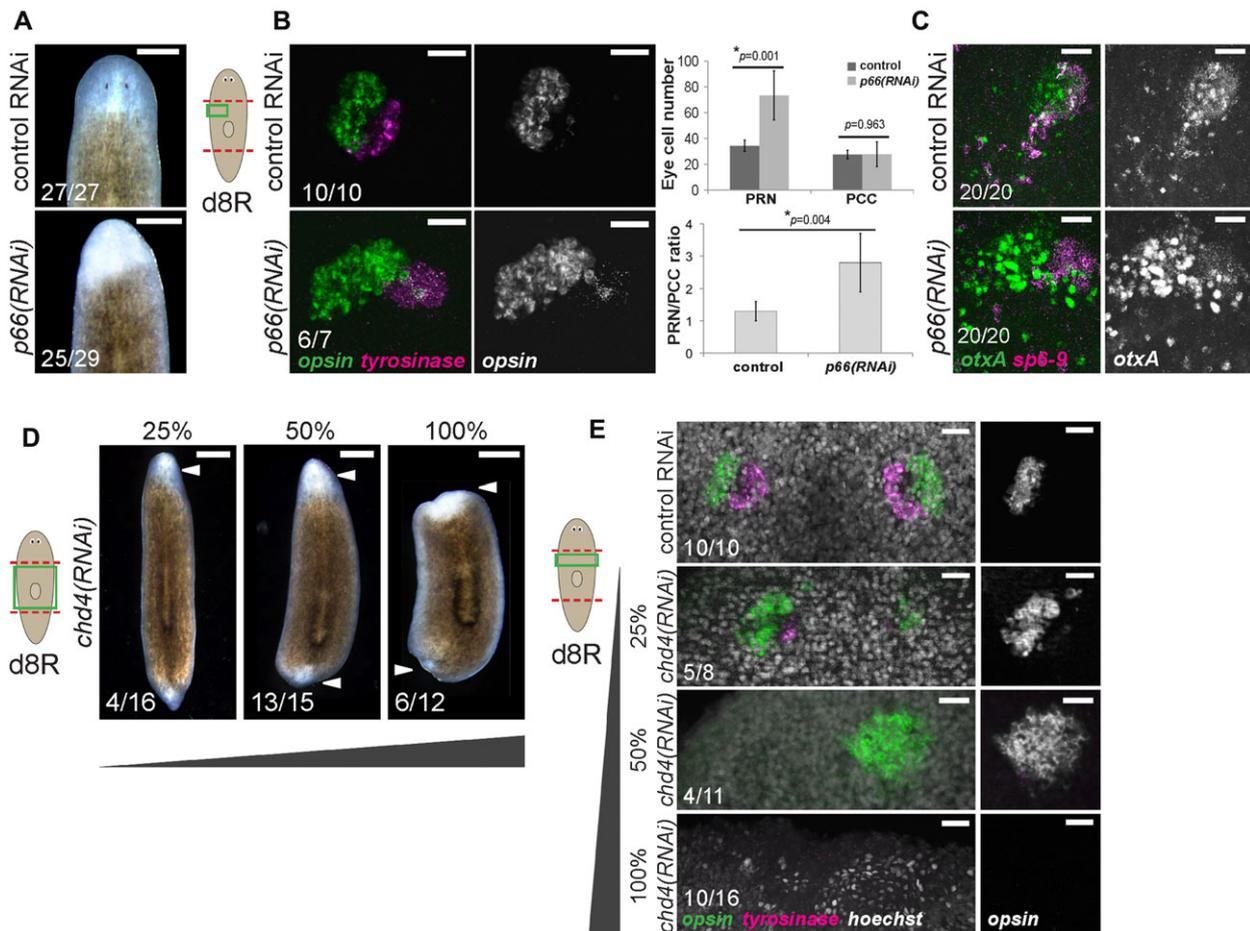 A
control RNAi
27/27
d8R
p66(RNAi)
25/29
B
control RNAi
10/10
p66(RNAi)
6/7
opsin tyrosinase
opsin
Eye cell number
100
80
60
40
20
0
*p=0.001
control
p66(RNAi)
p=0.963
PRN
PCC
PRN/PCC ratio
4
3
2
1
0
*p=0.004
control
p66(RNAi)
C
control RNAi
20/20
p66(RNAi)
20/20
otxA sp6-9
otxA
D
25%
50%
100%
d8R
chd4(RNAi)
4/16
13/15
6/12
E
d8R
control RNAi
10/10
25%
chd4(RNAi)
5/8
50%
chd4(RNAi)
4/11
100%
chd4(RNAi)
10/16
opsin tyrosinase hoechst
opsin